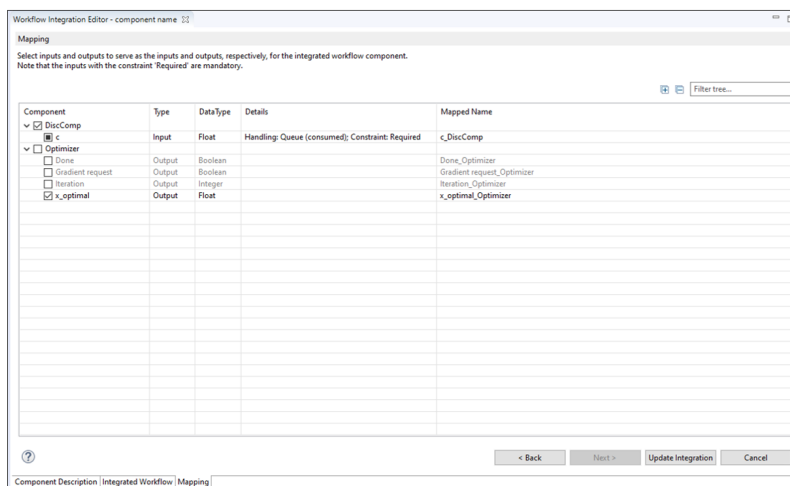 Workflow Integration Editor - component name
Mapping
Select inputs and outputs to serve as the inputs and outputs, respectively, for the integrated workflow component.
Note that the inputs with the constraint 'Required' are mandatory.
Filter tree...
Component Type DataType Details Mapped Name
DiscComp
c Input Float Handling: Queue (consumed); Constraint: Required c_DiscComp
Optimizer
Done Output Boolean Done_Optimizer
Gradient request Output Boolean Gradient request_Optimizer
Iteration Output Integer Iteration_Optimizer
x_optimal Output Float x_optimal_Optimizer
?
< Back Next > Update Integration Cancel
Component Description Integrated Workflow Mapping